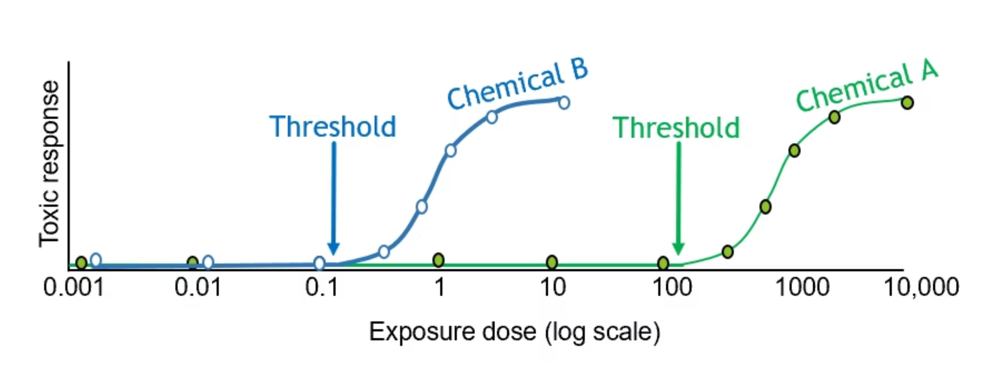 Toxic response
Chemical B
Chemical A
Threshold
Threshold
0.001 0.01 0.1 1 10 100 1000 10,000
Exposure dose (log scale)